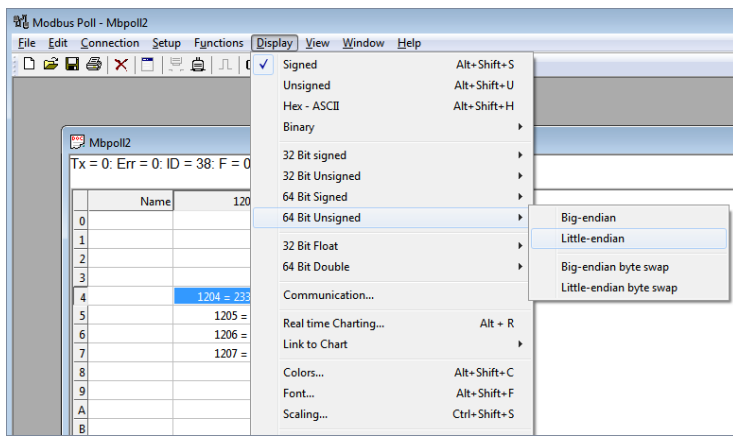 Modbus Poll - Mbpoll2
File Edit Connection Setup Functions Display View Window Help
Signed Alt+Shift+S
Unsigned Alt+Shift+U
Hex - ASCII Alt+Shift+H
Binary
32 Bit signed
32 Bit Unsigned
64 Bit Signed
64 Bit Unsigned
32 Bit Float
64 Bit Double
Communication...
Real time Charting... Alt + R
Link to Chart
Colors... Alt+Shift+C
Font... Alt+Shift+F
Scaling... Ctrl+Shift+S
Big-endian
Little-endian
Big-endian byte swap
Little-endian byte swap
Mbpoll2
Tx = 0: Err = 0: ID = 38: F = 0
Name 120
0
1
2
3
4 1204 = 233
5 1205 =
6 1206 =
7 1207 =
8
9
A
B